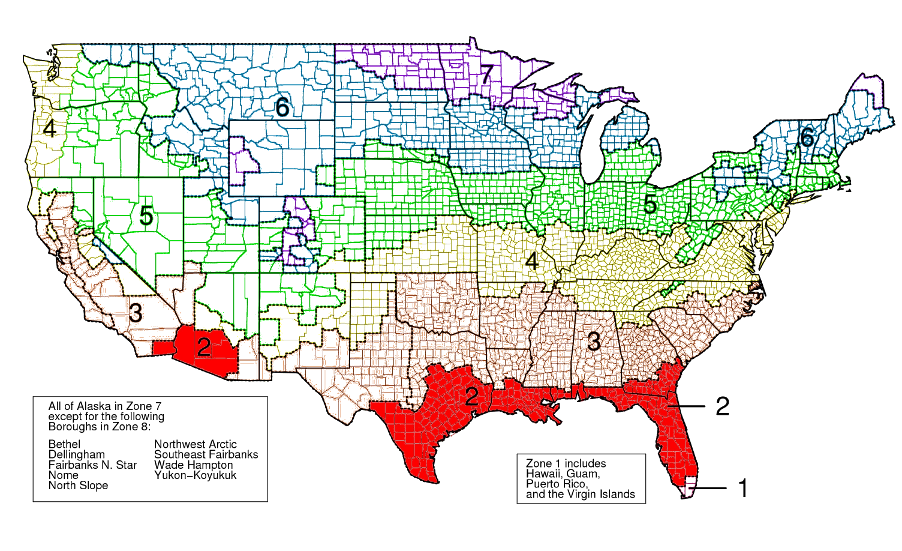 7
6
4
6
5
5
4
3
3
2
2
2
1
All of Alaska in Zone 7
except for the following
Boroughs in Zone 8:
Bethel Northwest Arctic
Dellingham Southeast Fairbanks
Fairbanks N. Star Wade Hampton
Nome Yukon-Koyukuk
North Slope
Zone 1 includes
Hawaii, Guam,
Puerto Rico,
and the Virgin Islands